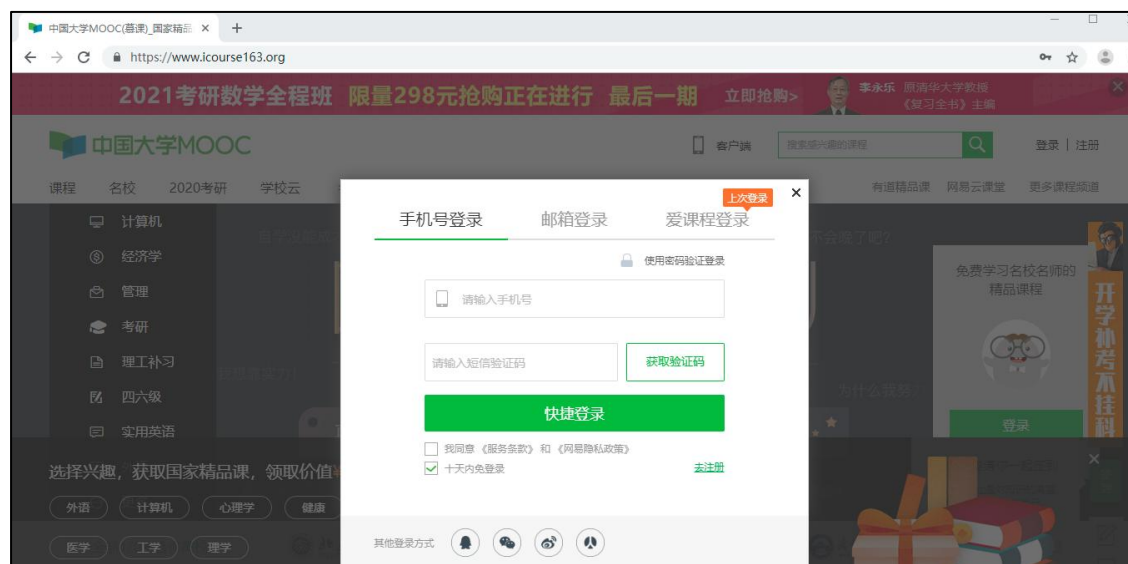 中国大学MOOC(慕课)_国家精品
https://www.icourse163.org
2021考研数学全程班 限量298元抢购正在进行 最后一期 立即抢购>
李永乐 原清华大学教授
《复习全书》主编
中国大学MOOC
客户端 搜索感兴趣的课程 登录 | 注册
课程 名校 2020考研 学校云 有道精品课 网易云课堂 更多课程频道
上次登录
手机号登录 邮箱登录 爱课程登录
使用密码验证登录
请输入手机号
请输入短信验证码 获取验证码
快捷登录
我同意《服务条款》和《网易隐私政策》
十天内免登录 去注册
其他登录方式
计算机
经济学
管理
考研
理工补习
四六级
实用英语
免费学习名校名师的
精品课程
登录
开学补考不挂科
选择兴趣，获取国家精品课，领取价值
外语 计算机 心理学 健康
医学 工学 理学